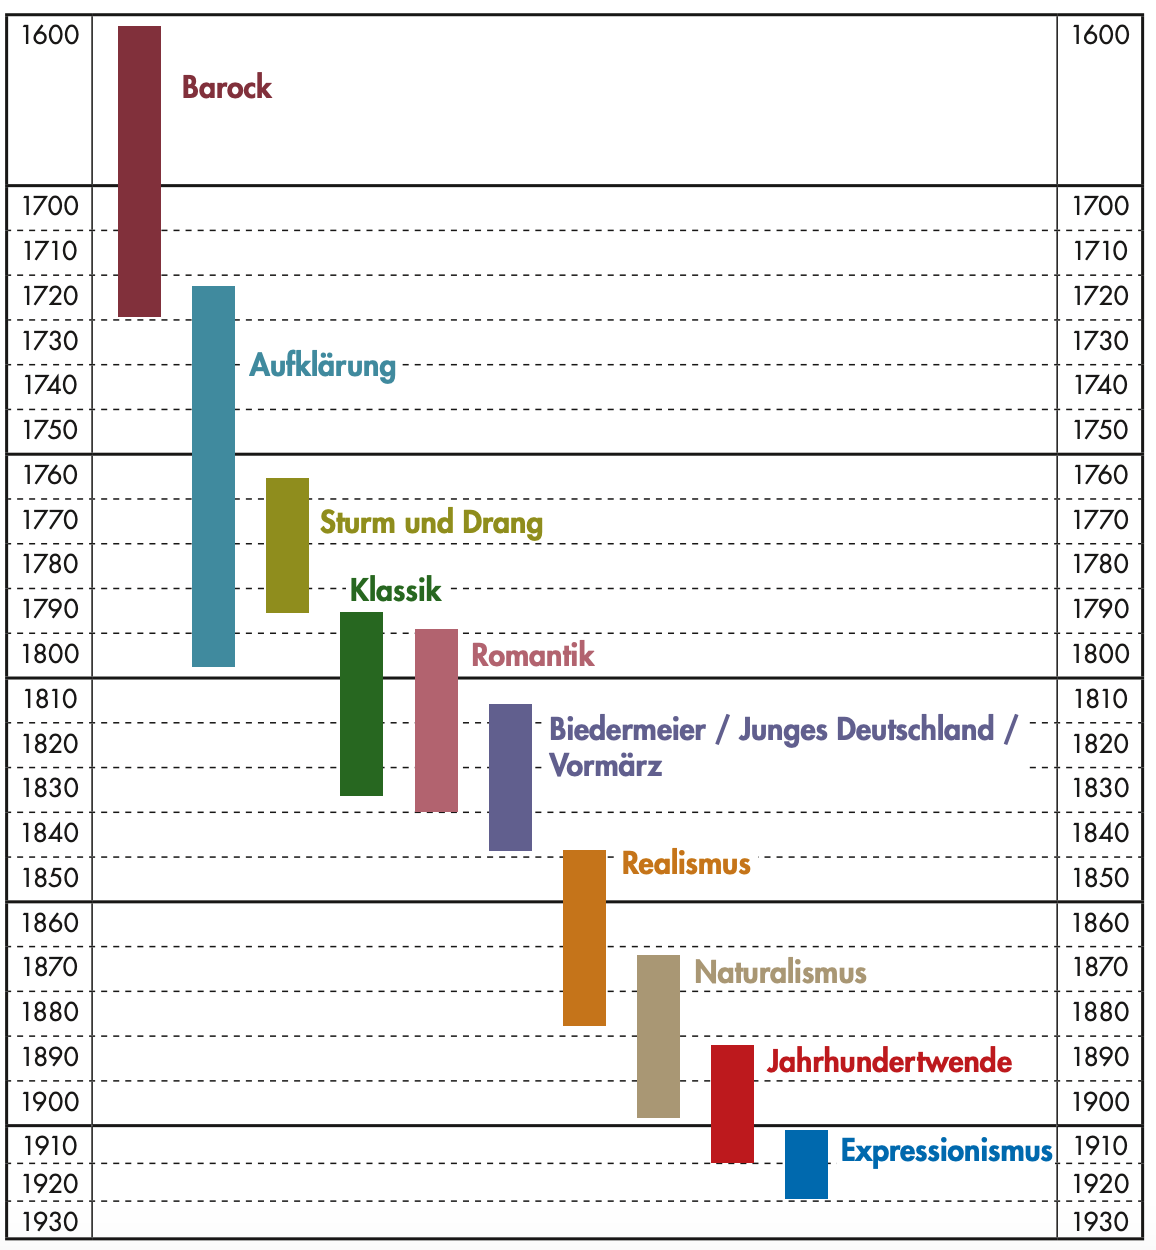 1600 1600
Barock
1700 1700
1710 1710
1720 1720
1730 1730
Aufklärung
1740 1740
1750 1750
1760 1760
1770 1770
Sturm und Drang
1780 1780
Klassik
1790 1790
1800 Romantik 1800
1810 1810
Biedermeier / Junges Deutschland /
1820 1820
Vormärz
1830 1830
1840 1840
Realismus
1850 1850
1860 1860
1870 Naturalismus 1870
1880 1880
1890 Jahrhundertwende 1890
1900 1900
1910 Expressionismus 1910
1920 1920
1930 1930